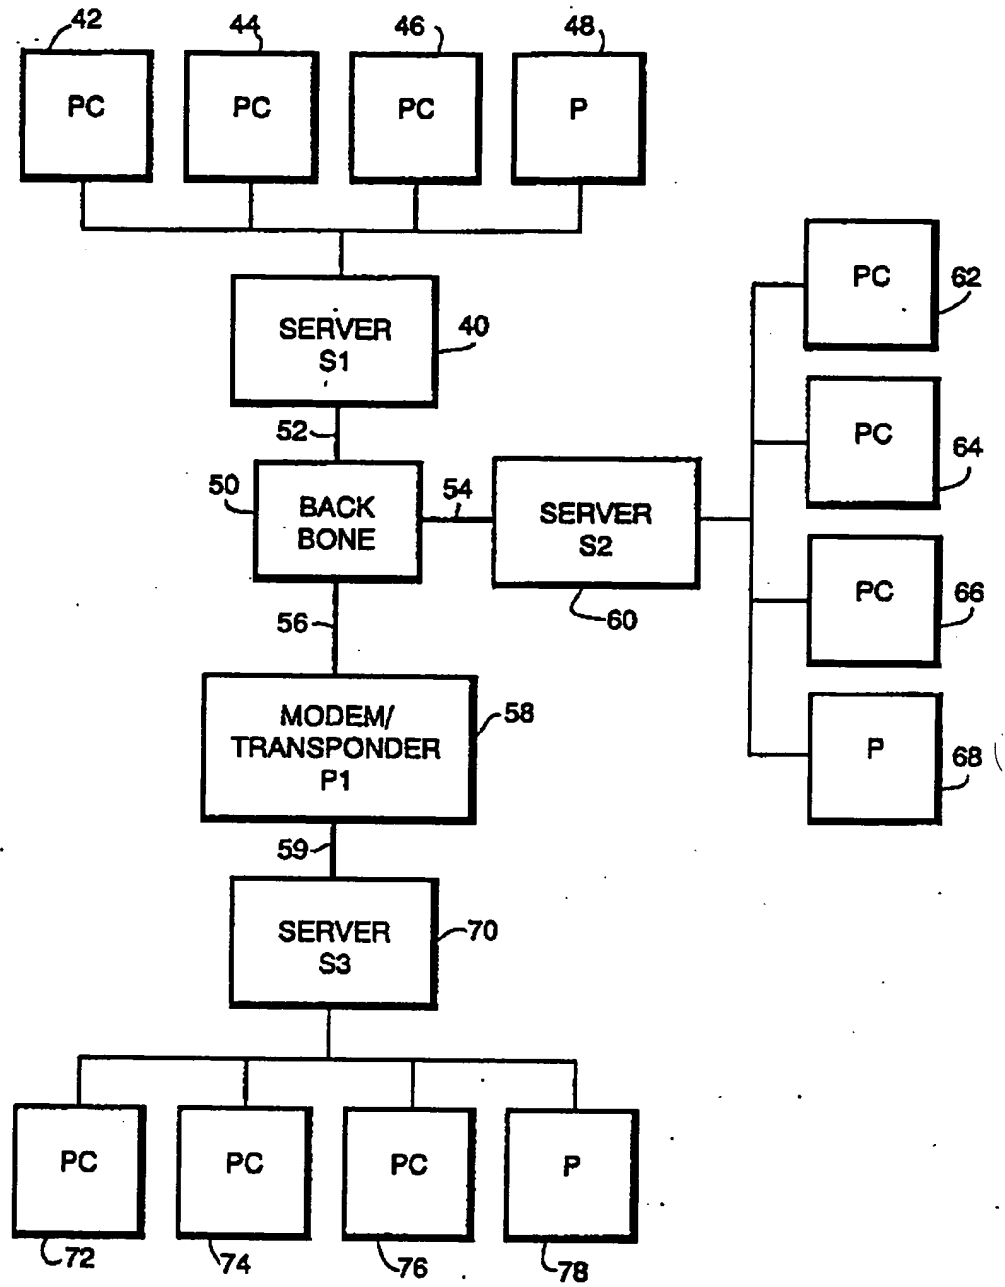 42 44 46 48
PC PC PC P
SERVER
S1
40
52
50
BACK
BONE
54
SERVER
S2
60
PC
62
PC
64
PC
66
P
68
56
MODEM/
TRANSPONDER
P1
58
59
SERVER
S3
70
PC PC PC P
72 74 76 78